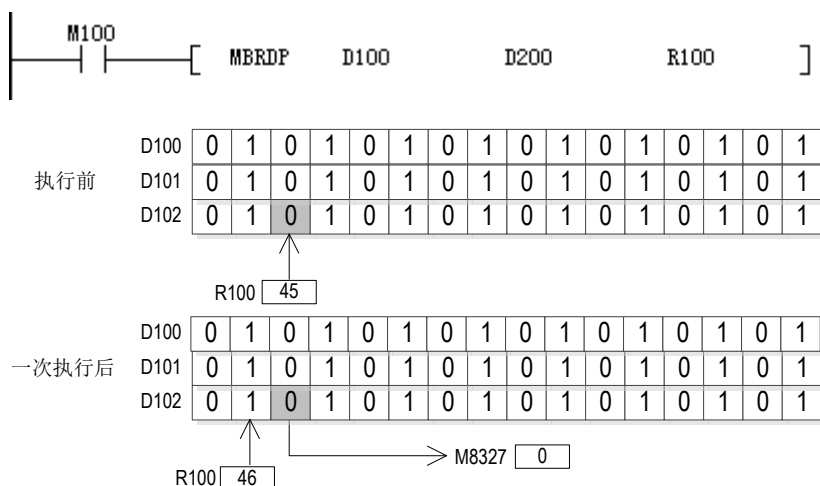 M100
[ MBRDP D100 D200 R100 ]
D100 0 1 0 1 0 1 0 1 0 1 0 1 0 1 0 1
执行前 D101 0 1 0 1 0 1 0 1 0 1 0 1 0 1 0 1
D102 0 1 0 1 0 1 0 1 0 1 0 1 0 1 0 1
R100 45
D100 0 1 0 1 0 1 0 1 0 1 0 1 0 1 0 1
一次执行后 D101 0 1 0 1 0 1 0 1 0 1 0 1 0 1 0 1
D102 0 1 0 1 0 1 0 1 0 1 0 1 0 1 0 1
M8327 0
R100 46